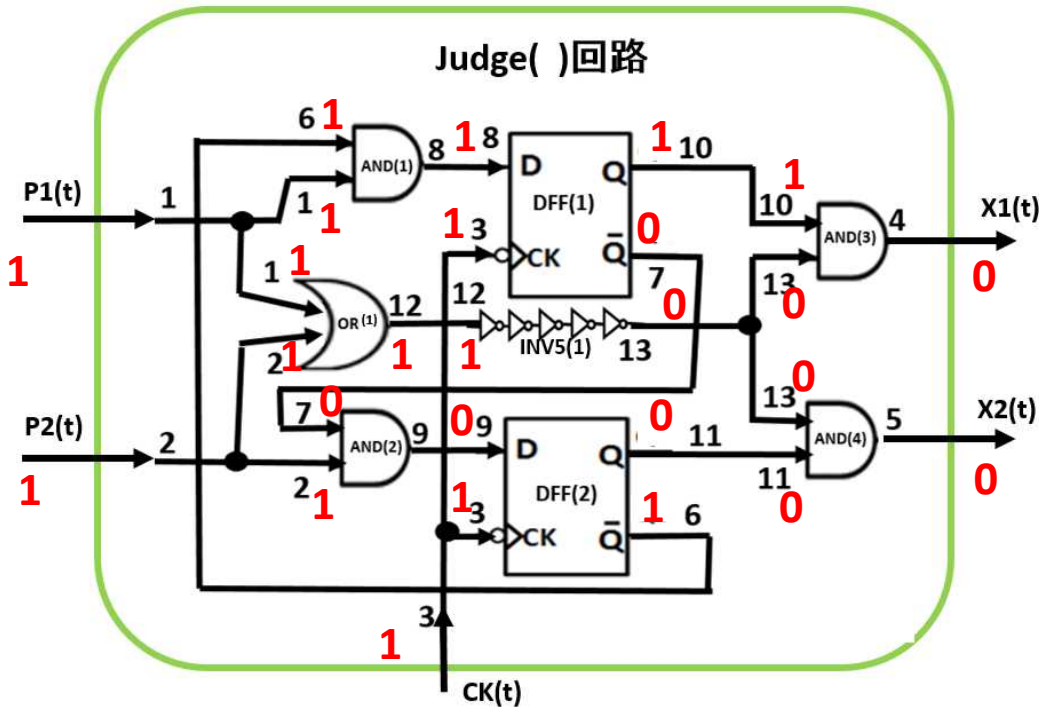 Judge( )回路
6 1
AND(1)
8 1 8
D
Q
1 10
1
10
AND(3)
4
X1(t)
0
P1(t)
1
1
1 1
DFF(1)
1 3
CK
Q̅
0
7
1 1
OR(1)
12
1
12
1
INV5(1)
13
0
13
0
2 1
7 0
AND(2)
9
0 9
D
Q
0
11
13
0
AND(4)
5
X2(t)
0
11
0
P2(t)
1
2
2 1
DFF(2)
1 3
CK
Q̅
1 6
3
1
CK(t)